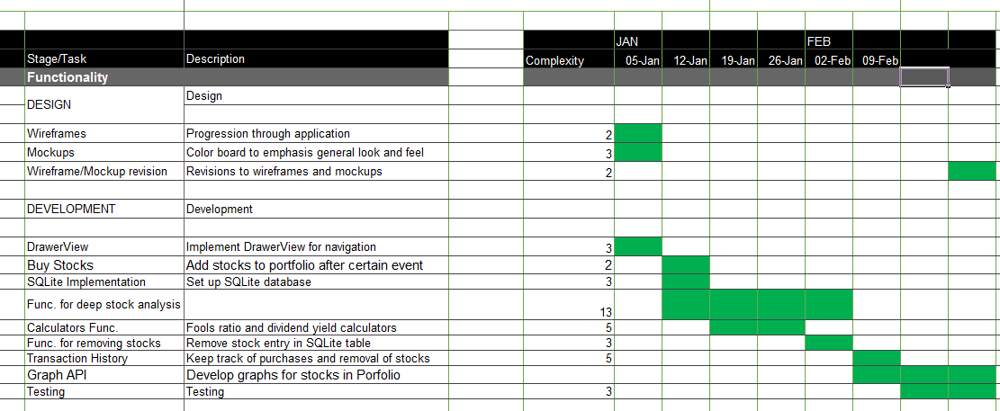 JAN FEB
Stage/Task Description Complexity 05-Jan 12-Jan 19-Jan 26-Jan 02-Feb 09-Feb
Functionality
DESIGN Design
Wireframes Progression through application 2
Mockups Color board to emphasis general look and feel 3
Wireframe/Mockup revision Revisions to wireframes and mockups 2
DEVELOPMENT Development
DrawerView Implement DrawerView for navigation 3
Buy Stocks Add stocks to portfolio after certain event 2
SQLite Implementation Set up SQLite database 3
Func. for deep stock analysis 13
Calculators Func. Fools ratio and dividend yield calculators 5
Func. for removing stocks Remove stock entry in SQLite table 3
Transaction History Keep track of purchases and removal of stocks 5
Graph API Develop graphs for stocks in Porfolio
Testing Testing 3